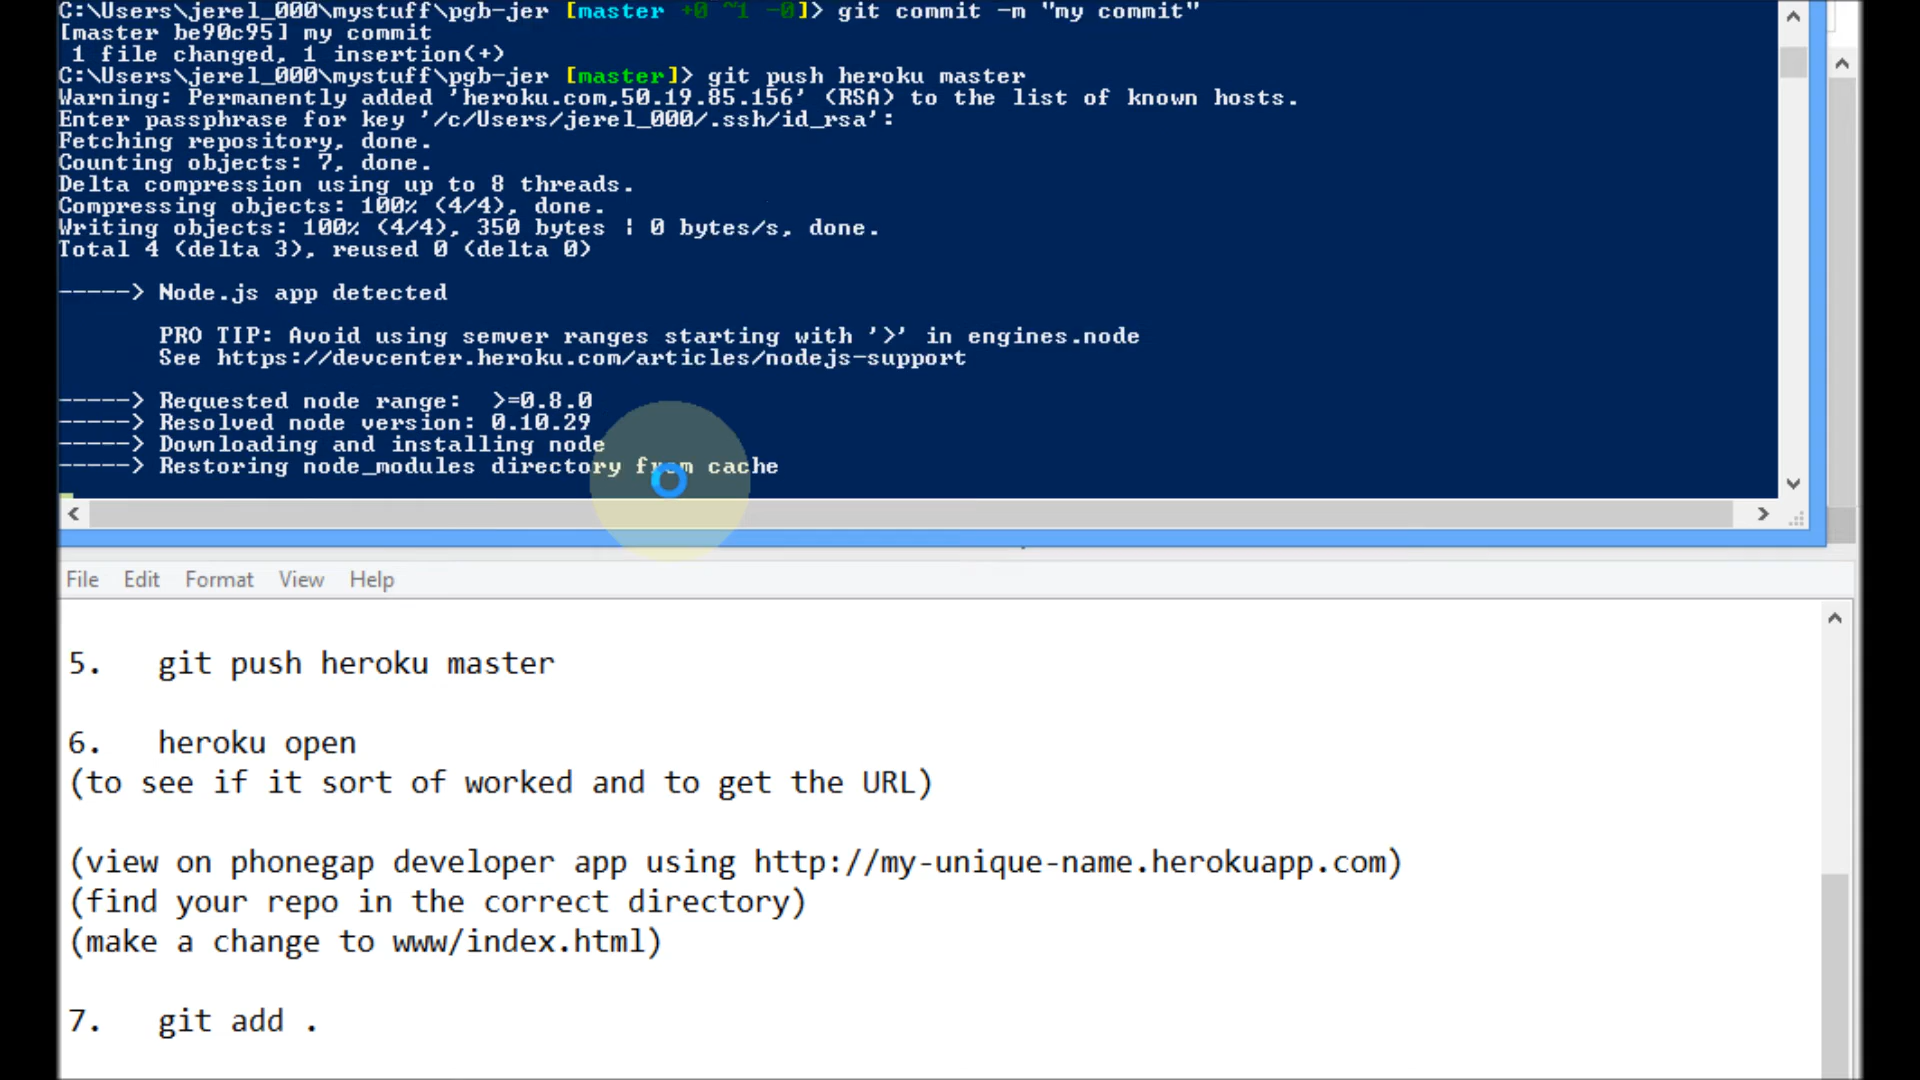 C:\Users\jerel_000\mystuff\pgb-jer [master +0 ~1 -0]> git commit -m "my commit"
[master be90c95] my commit
1 file changed, 1 insertion(+)
C:\Users\jerel_000\mystuff\pgb-jer [master]> git push heroku master
Warning: Permanently added 'heroku.com,50.19.85.156' (RSA) to the list of known hosts.
Enter passphrase for key '/c/Users/jerel_000/.ssh/id_rsa':
Fetching repository, done.
Counting objects: 7, done.
Delta compression using up to 8 threads.
Compressing objects: 100% (4/4), done.
Writing objects: 100% (4/4), 350 bytes | 0 bytes/s, done.
Total 4 (delta 3), reused 0 (delta 0)
-----> Node.js app detected
PRO TIP: Avoid using semver ranges starting with '>' in engines.node
See https://devcenter.heroku.com/articles/nodejs-support
-----> Requested node range:  >=0.8.0
-----> Resolved node version: 0.10.29
-----> Downloading and installing node
-----> Restoring node_modules directory from cache
File Edit Format View Help
5. git push heroku master
6. heroku open
(to see if it sort of worked and to get the URL)
(view on phonegap developer app using http://my-unique-name.herokuapp.com)
(find your repo in the correct directory)
(make a change to www/index.html)
7. git add .